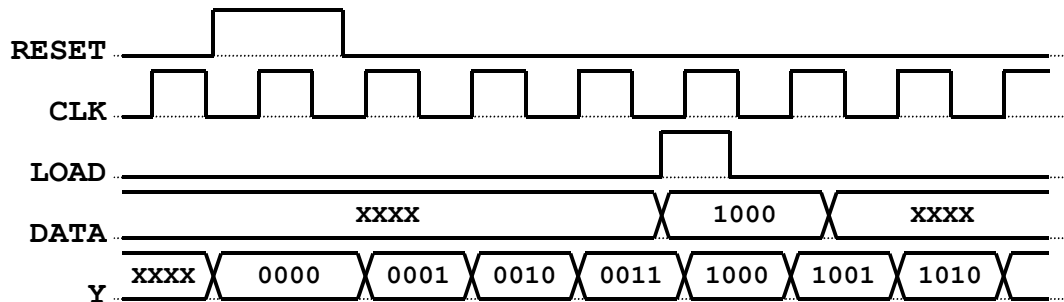 RESET
CLK
LOAD
DATA XXXX 1000 XXXX
Y XXXX 0000 0001 0010 0011 1000 1001 1010